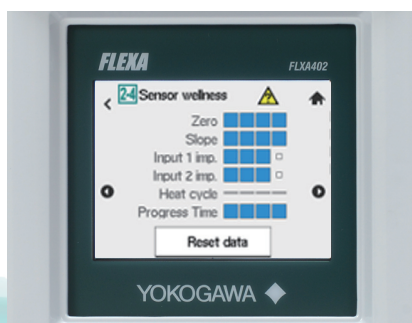 FLEXA FLXA402
< 2-4 Sensor wellness
Zero
Slope
Input 1 imp.
Input 2 imp.
Heat cycle
Progress Time
Reset data
YOKOGAWA